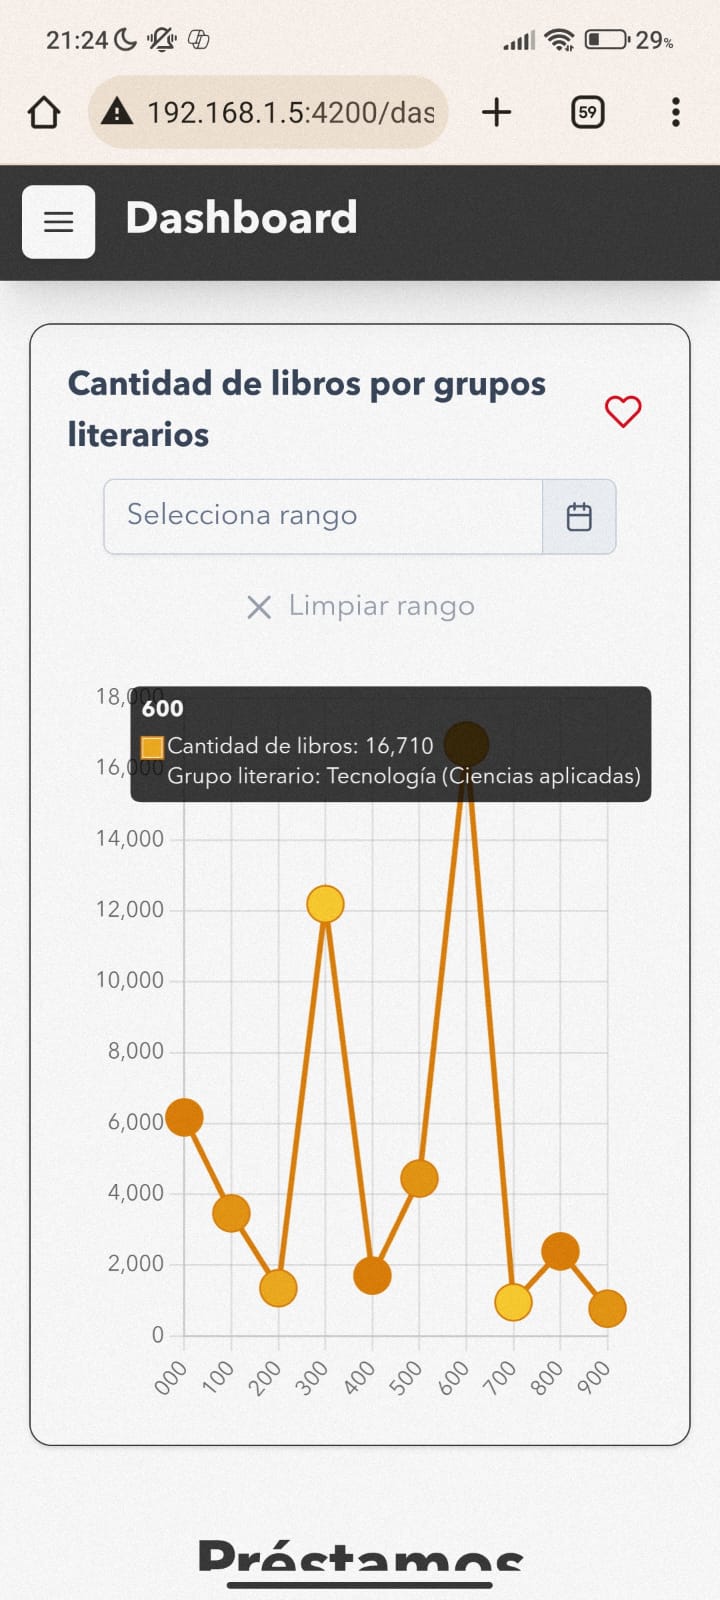 21:24
29%
192.168.1.5:4200/das
59
Dashboard
Cantidad de libros por grupos
literarios
Selecciona rango
Limpiar rango
18,000
600
Cantidad de libros: 16,710
16,000
Grupo literario: Tecnología (Ciencias aplicadas)
14,000
12,000
10,000
8,000
6,000
4,000
2,000
0
000 100 200 300 400 500 600 700 800 900
Préstamos